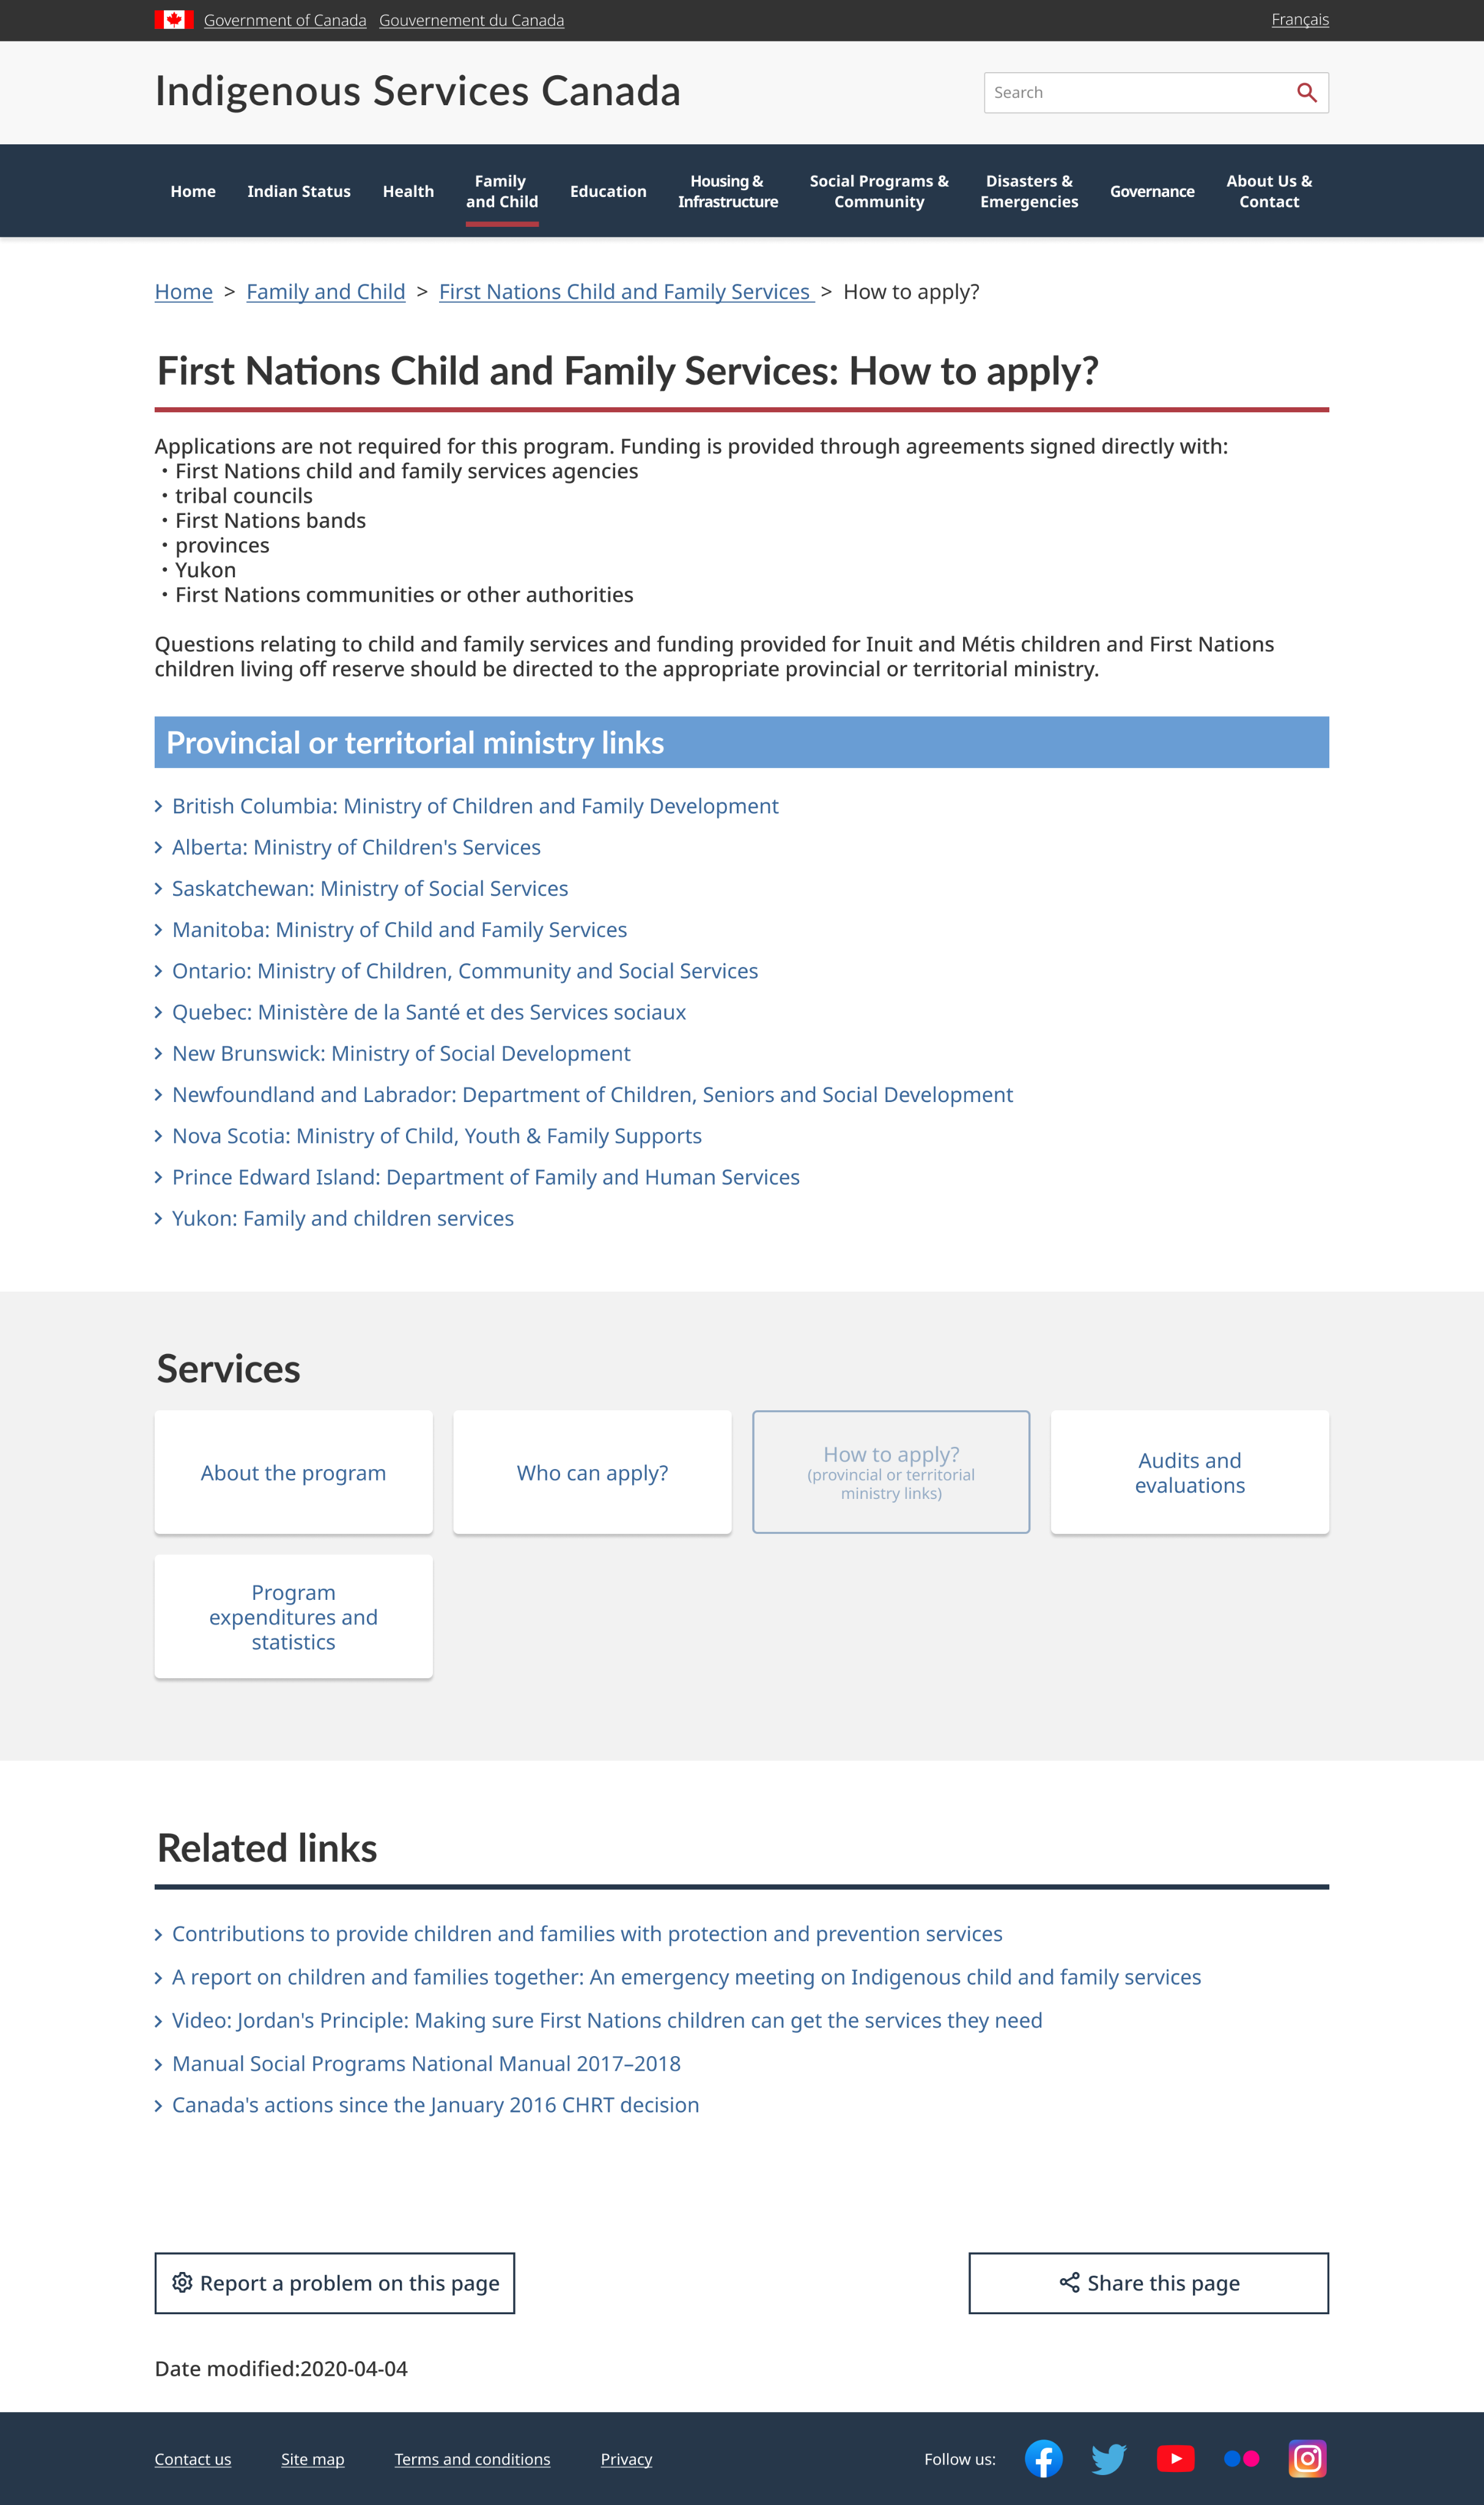 Government of Canada Gouvernement du Canada
Français
Indigenous Services Canada
Search
Home
Indian Status
Health
Family
and Child
Education
Housing &
Infrastructure
Social Programs &
Community
Disasters &
Emergencies
Governance
About Us &
Contact
Home > Family and Child > First Nations Child and Family Services > How to apply?
First Nations Child and Family Services: How to apply?
Applications are not required for this program. Funding is provided through agreements signed directly with:
• First Nations child and family services agencies
• tribal councils
• First Nations bands
• provinces
• Yukon
• First Nations communities or other authorities
Questions relating to child and family services and funding provided for Inuit and Métis children and First Nations
children living off reserve should be directed to the appropriate provincial or territorial ministry.
Provincial or territorial ministry links
> British Columbia: Ministry of Children and Family Development
> Alberta: Ministry of Children's Services
> Saskatchewan: Ministry of Social Services
> Manitoba: Ministry of Child and Family Services
> Ontario: Ministry of Children, Community and Social Services
> Quebec: Ministère de la Santé et des Services sociaux
> New Brunswick: Ministry of Social Development
> Newfoundland and Labrador: Department of Children, Seniors and Social Development
> Nova Scotia: Ministry of Child, Youth & Family Supports
> Prince Edward Island: Department of Family and Human Services
> Yukon: Family and children services
Services
About the program
Who can apply?
How to apply?
(provincial or territorial
ministry links)
Audits and
evaluations
Program
expenditures and
statistics
Related links
> Contributions to provide children and families with protection and prevention services
> A report on children and families together: An emergency meeting on Indigenous child and family services
> Video: Jordan's Principle: Making sure First Nations children can get the services they need
> Manual Social Programs National Manual 2017–2018
> Canada's actions since the January 2016 CHRT decision
Report a problem on this page
Share this page
Date modified:2020-04-04
Contact us
Site map
Terms and conditions
Privacy
Follow us: